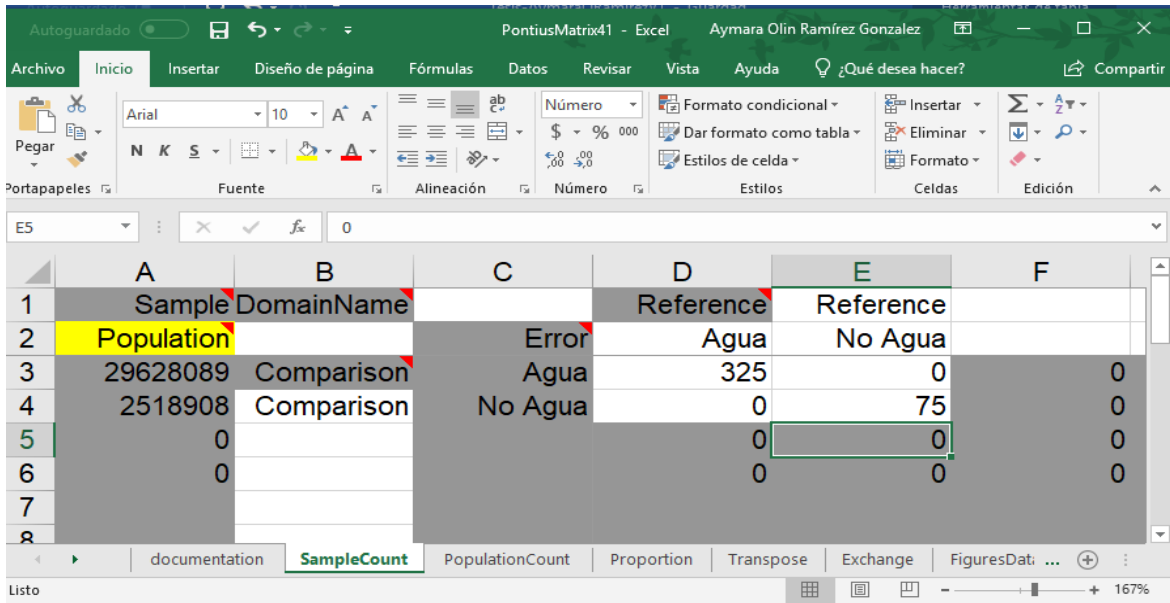 Autoguardado
PontiusMatrix41 - Excel
Aymara Olin Ramírez Gonzalez
Archivo Inicio Insertar Diseño de página Fórmulas Datos Revisar Vista Ayuda ¿Qué desea hacer? Compartir
Pegar
Arial 10 A A
N K S A
ab
Número
$ % 000
Formato condicional
Dar formato como tabla
Estilos de celda
Insertar
Eliminar
Formato
Portapapeles Fuente Alineación Número Estilos Celdas Edición
E5 fx 0
A B C D E F
1 Sample DomainName Reference Reference
2 Population Error Agua No Agua
3 29628089 Comparison Agua 325 0 0
4 2518908 Comparison No Agua 0 75 0
5 0 0 0 0
6 0 0 0 0
7
8
documentation SampleCount PopulationCount Proportion Transpose Exchange FiguresData ...
Listo 167%